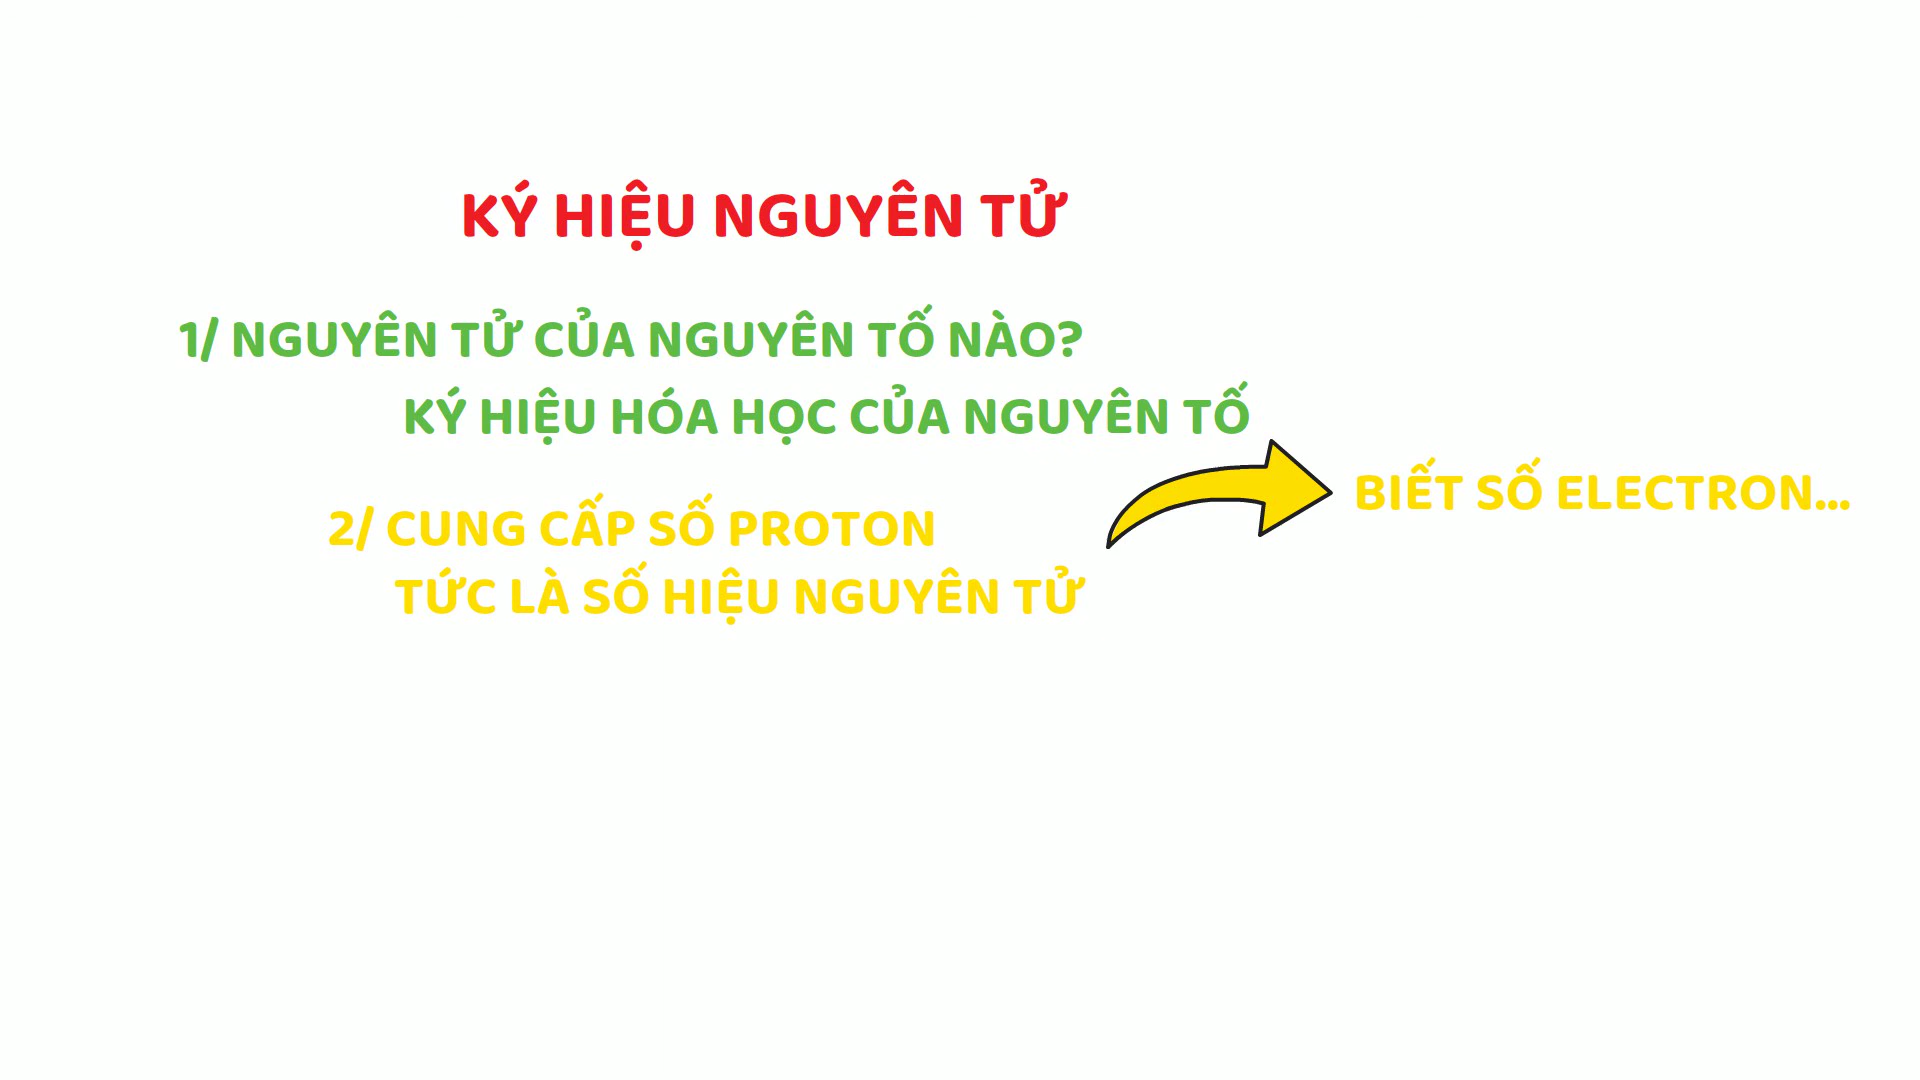 KÝ HIỆU NGUYÊN TỬ
1/ NGUYÊN TỬ CỦA NGUYÊN TỐ NÀO?
KÝ HIỆU HÓA HỌC CỦA NGUYÊN TỐ
BIẾT SỐ ELECTRON...
2/ CUNG CẤP SỐ PROTON
TỨC LÀ SỐ HIỆU NGUYÊN TỬ